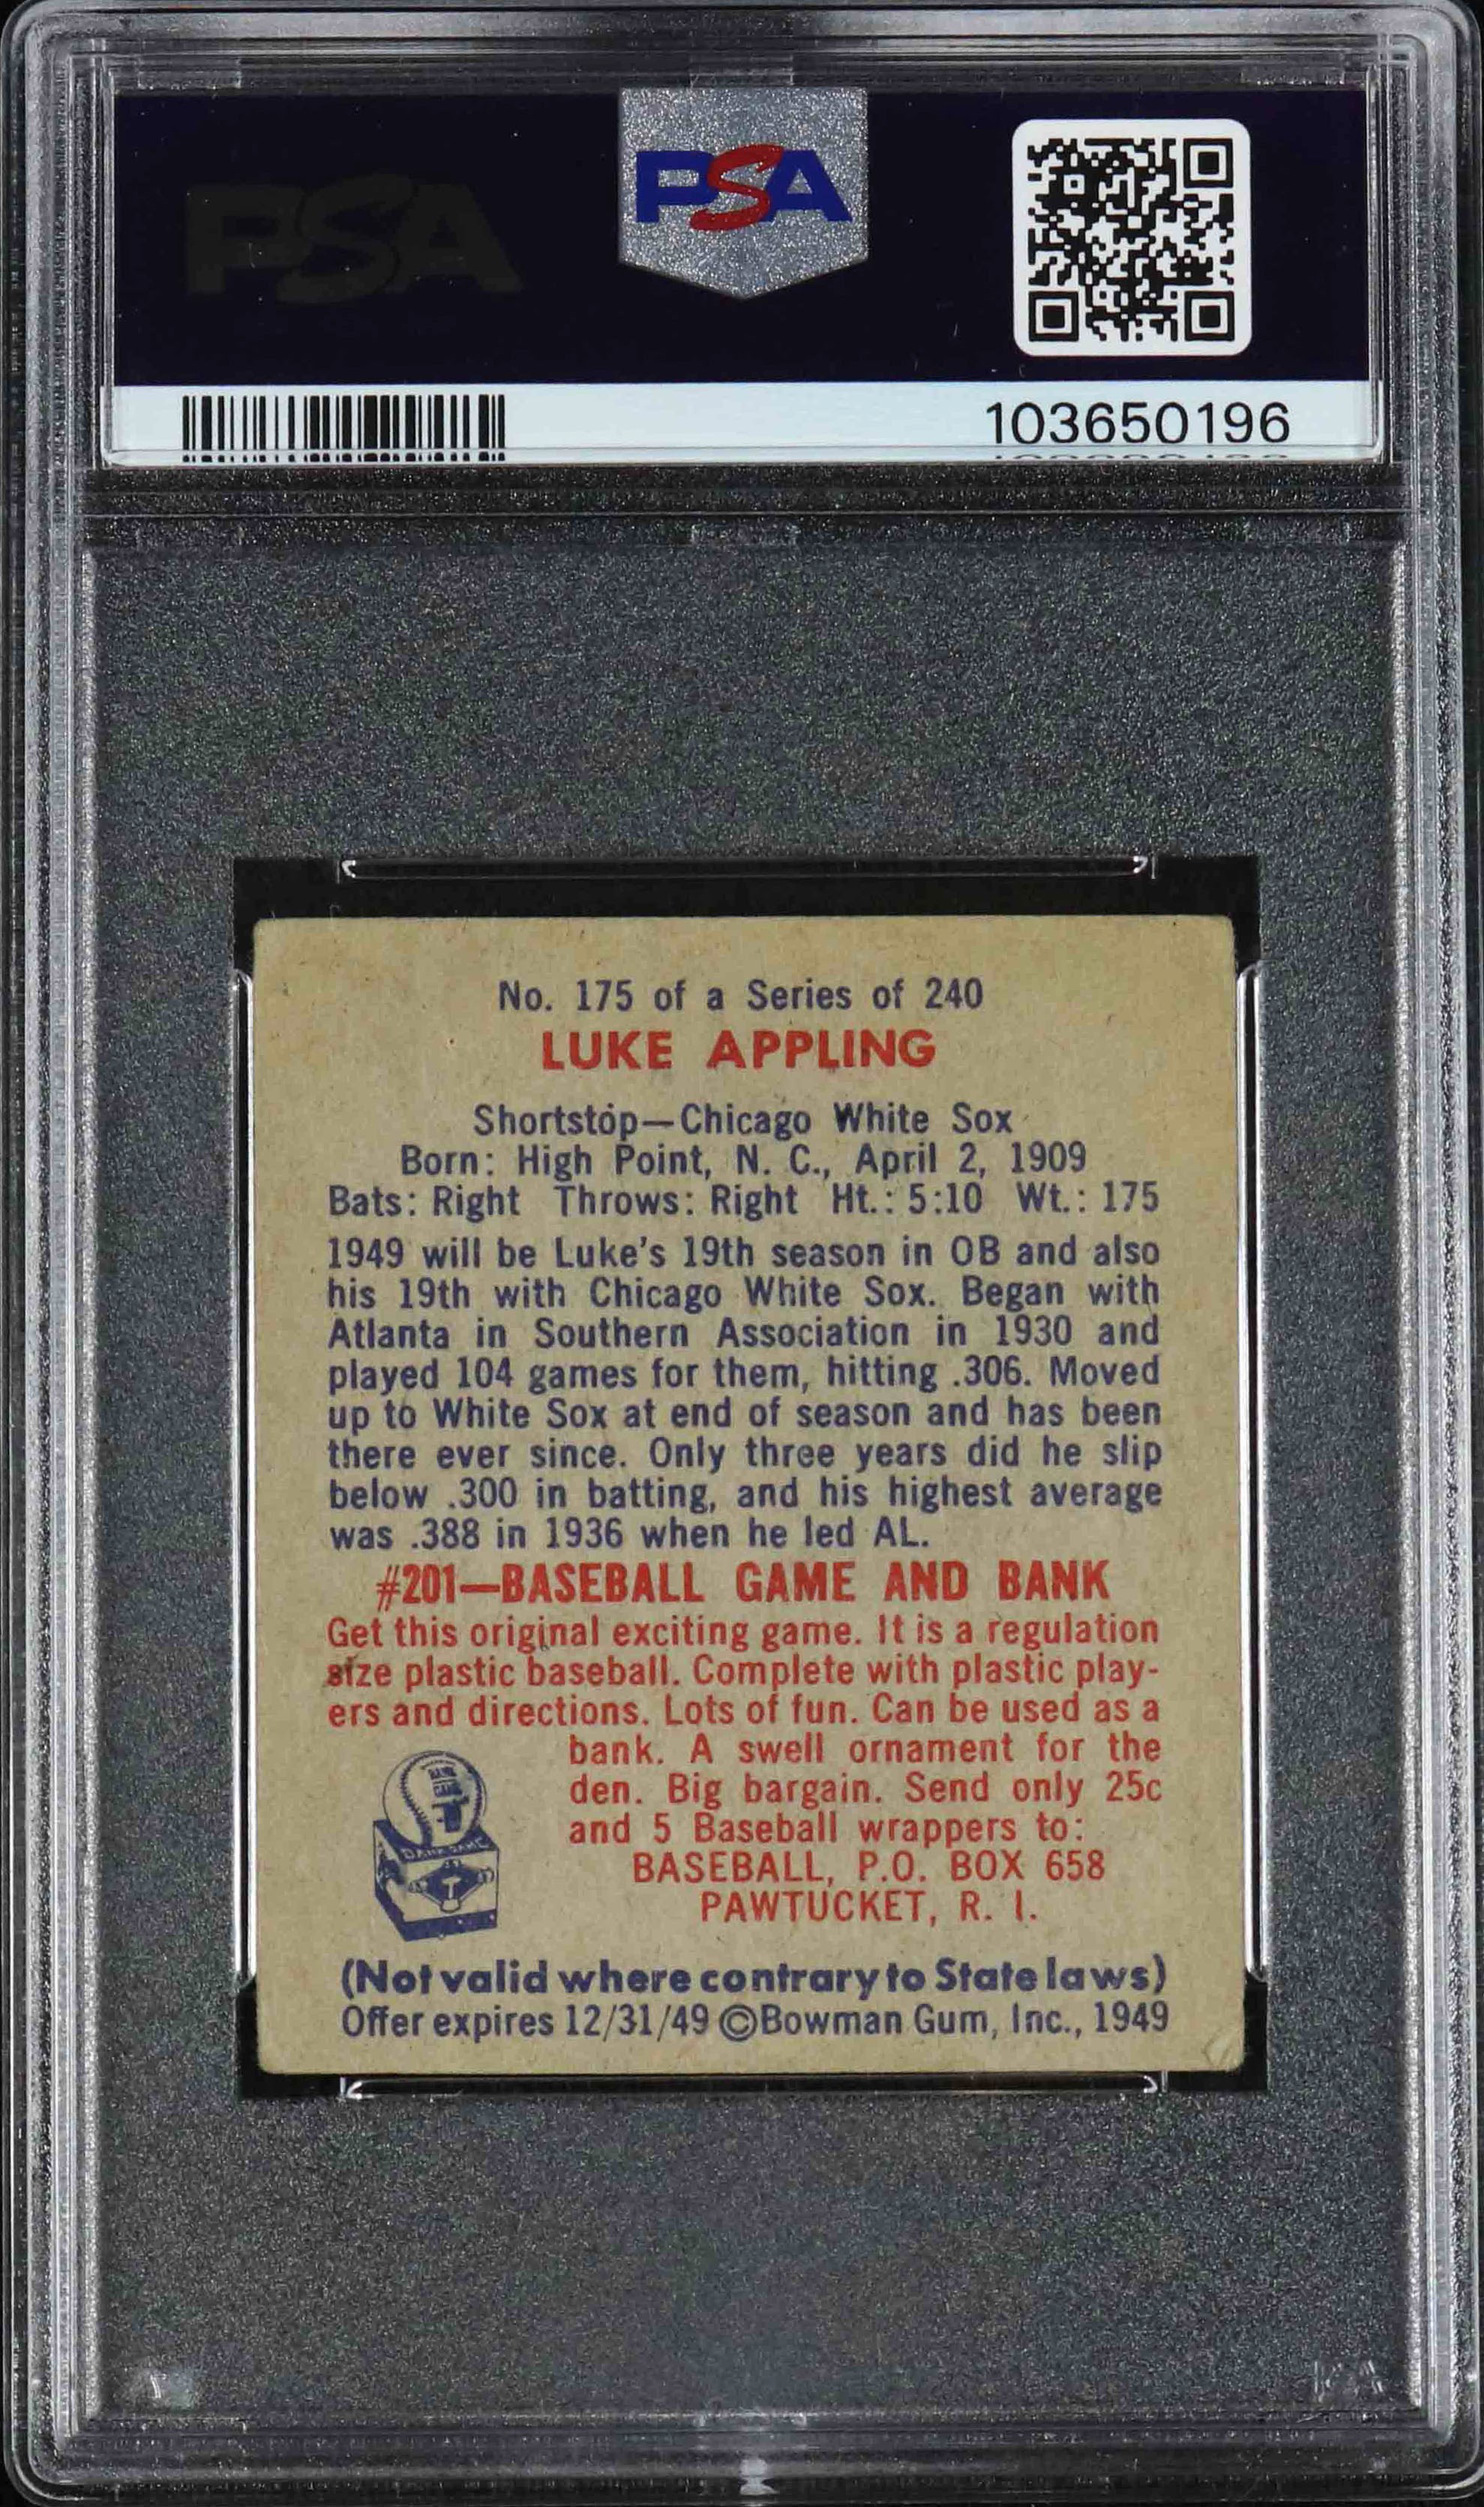 PSA
PSA
103650196
No. 175 of a Series of 240
LUKE APPLING
Shortstop—Chicago White Sox
Born: High Point, N. C., April 2, 1909
Bats: Right Throws: Right Ht.: 5:10 Wt.: 175
1949 will be Luke's 19th season in OB and also
his 19th with Chicago White Sox. Began with
Atlanta in Southern Association in 1930 and
played 104 games for them, hitting .306. Moved
up to White Sox at end of season and has been
there ever since. Only three years did he slip
below .300 in batting, and his highest average
was .388 in 1936 when he led AL.
#201—BASEBALL GAME AND BANK
Get this original exciting game. It is a regulation
size plastic baseball. Complete with plastic play-
ers and directions. Lots of fun. Can be used as a
bank. A swell ornament for the
den. Big bargain. Send only 25c
and 5 Baseball wrappers to:
BASEBALL, P.O. BOX 658
PAWTUCKET, R. I.
(Not valid where contrary to State laws)
Offer expires 12/31/49 ©Bowman Gum, Inc., 1949